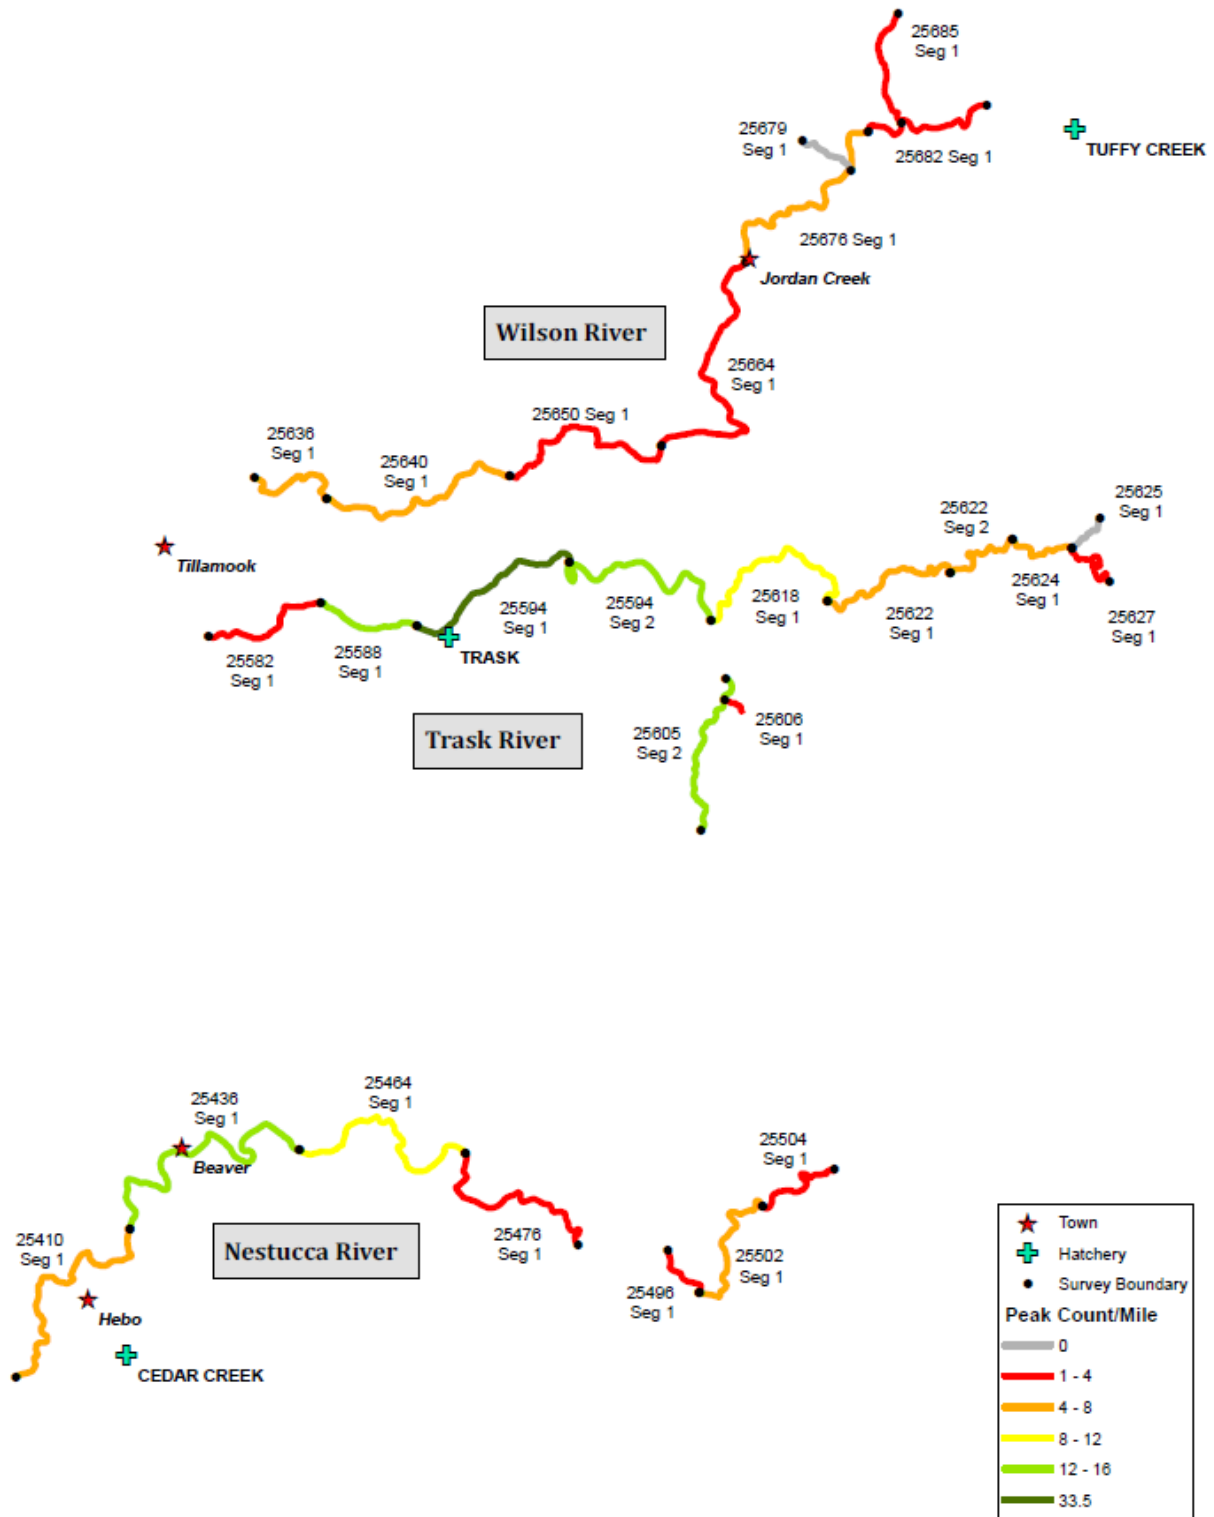 25685
Seg 1
25679
Seg 1
25682 Seg 1
TUFFY CREEK
25676 Seg 1
Jordan Creek
Wilson River
25664
Seg 1
25650 Seg 1
25636
Seg 1
25640
Seg 1
25625
Seg 1
25622
Seg 2
Tillamook
25624
Seg 1
25618
Seg 1
25594
Seg 1
25594
Seg 2
25622
Seg 1
25627
Seg 1
25588
Seg 1
TRASK
25582
Seg 1
Trask River
25606
Seg 1
25605
Seg 2
25464
Seg 1
25436
Seg 1
Beaver
25504
Seg 1
25410
Seg 1
Nestucca River
25476
Seg 1
25502
Seg 1
25496
Seg 1
Hebo
CEDAR CREEK
Town
Hatchery
Survey Boundary
Peak Count/Mile
0
1 - 4
4 - 8
8 - 12
12 - 16
33.5